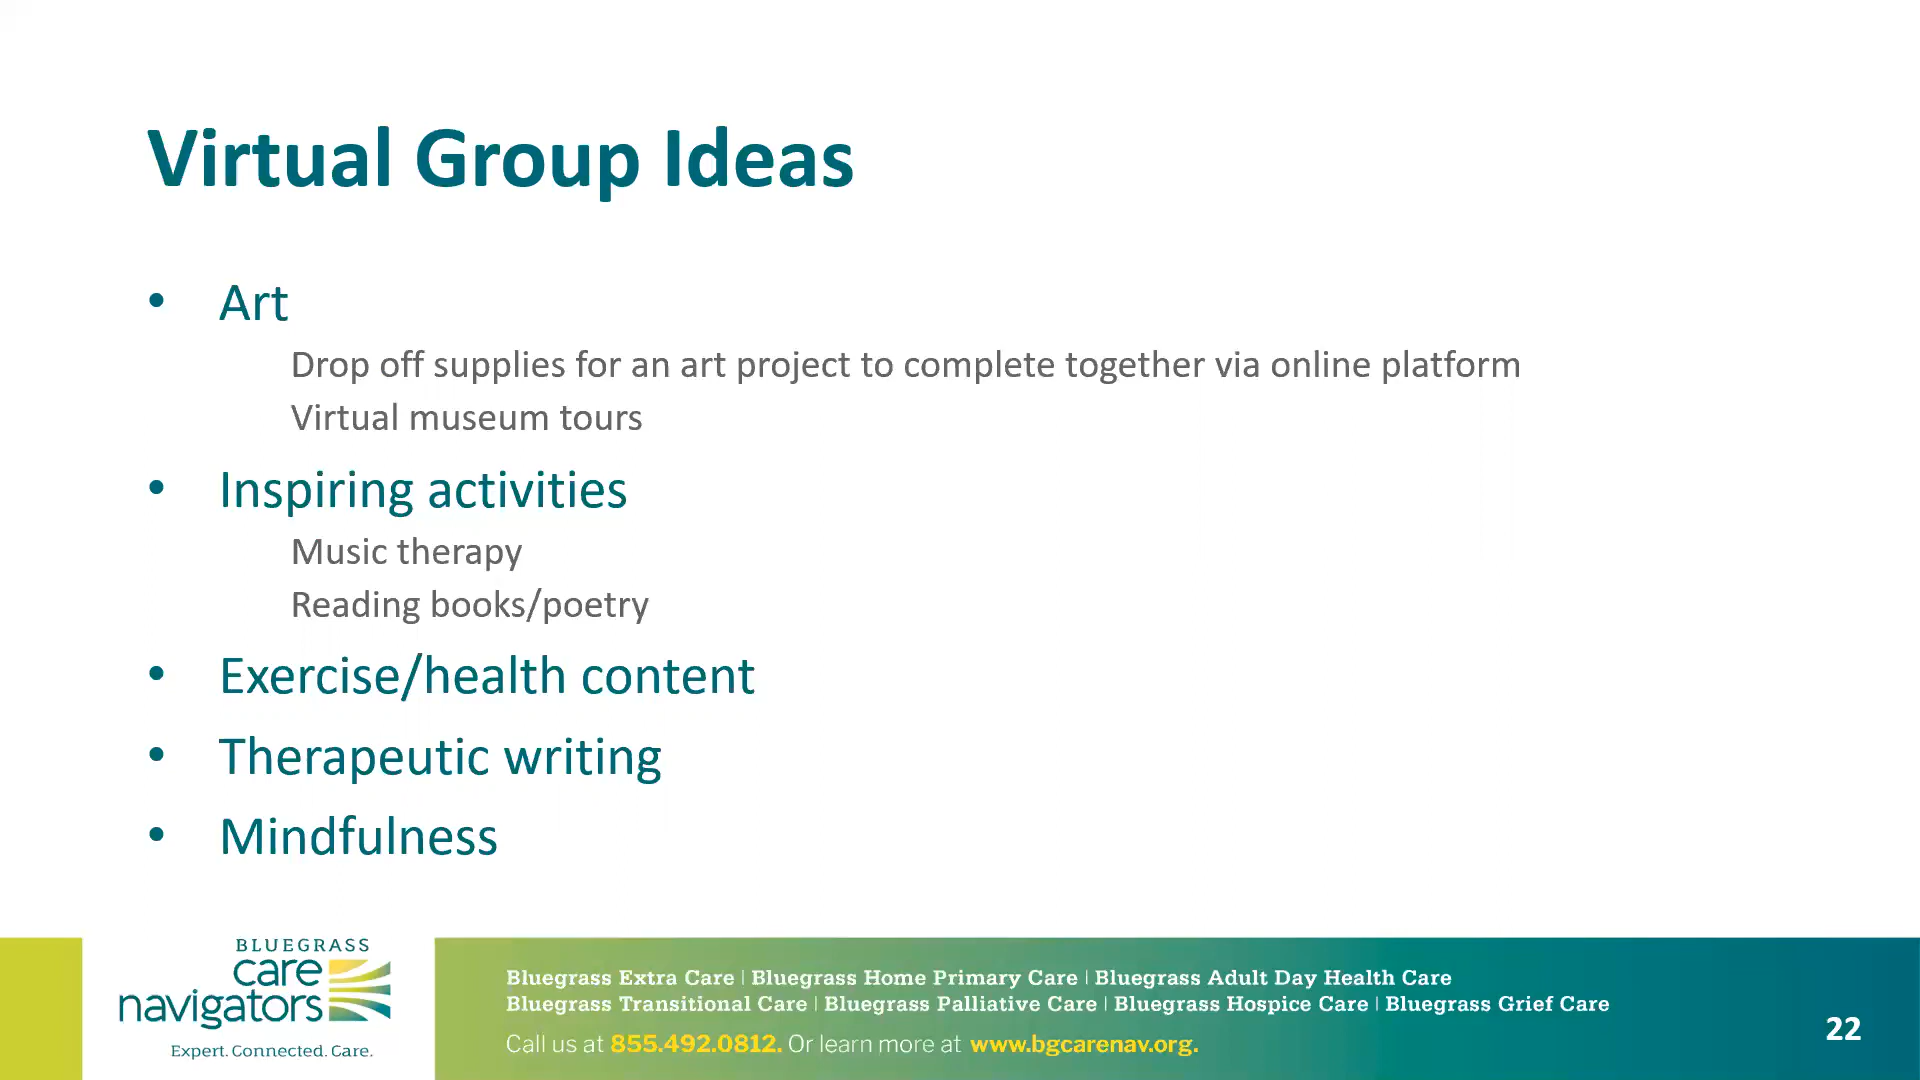 Virtual Group Ideas
• Art
Drop off supplies for an art project to complete together via online platform
Virtual museum tours
• Inspiring activities
Music therapy
Reading books/poetry
• Exercise/health content
• Therapeutic writing
• Mindfulness
BLUEGRASS
care
navigators
Expert. Connected. Care.
Bluegrass Extra Care | Bluegrass Home Primary Care | Bluegrass Adult Day Health Care
Bluegrass Transitional Care | Bluegrass Palliative Care | Bluegrass Hospice Care | Bluegrass Grief Care
Call us at 855.492.0812. Or learn more at www.bgcarenav.org.
22